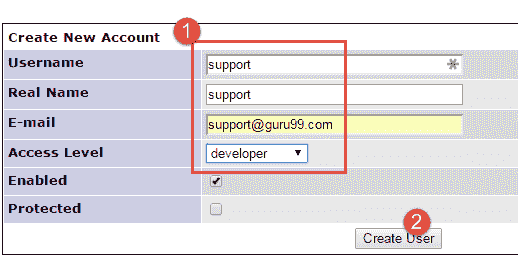 1
Create New Account
Username support
Real Name support
E-mail support@guru99.com
Access Level developer
Enabled
Protected
2
Create User